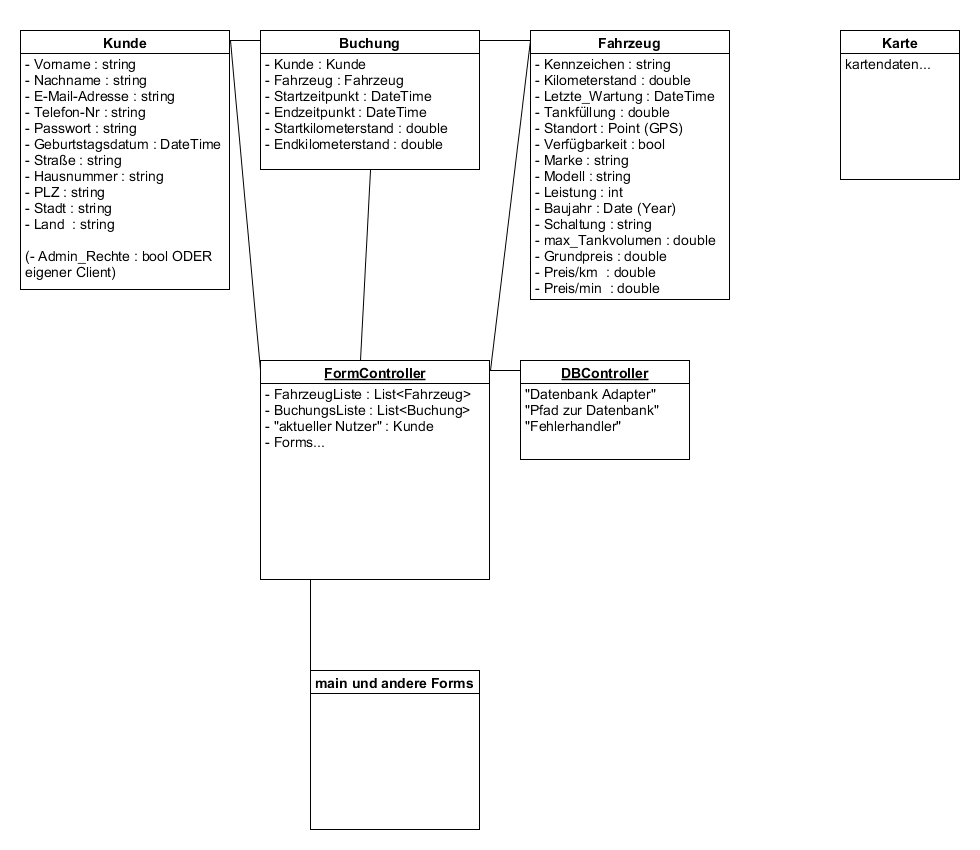 Kunde
- Vorname : string
- Nachname : string
- E-Mail-Adresse : string
- Telefon-Nr : string
- Passwort : string
- Geburtstagsdatum : DateTime
- Straße : string
- Hausnummer : string
- PLZ : string
- Stadt : string
- Land  : string
(- Admin_Rechte : bool ODER
eigener Client)
Buchung
- Kunde : Kunde
- Fahrzeug : Fahrzeug
- Startzeitpunkt : DateTime
- Endzeitpunkt : DateTime
- Startkilometerstand : double
- Endkilometerstand : double
Fahrzeug
- Kennzeichen : string
- Kilometerstand : double
- Letzte_Wartung : DateTime
- Tankfüllung : double
- Standort : Point (GPS)
- Verfügbarkeit : bool
- Marke : string
- Modell : string
- Leistung : int
- Baujahr : Date (Year)
- Schaltung : string
- max_Tankvolumen : double
- Grundpreis : double
- Preis/km  : double
- Preis/min  : double
Karte
kartendaten...
FormController
- FahrzeugListe : List<Fahrzeug>
- BuchungsListe : List<Buchung>
- "aktueller Nutzer" : Kunde
- Forms...
DBController
"Datenbank Adapter"
"Pfad zur Datenbank"
"Fehlerhandler"
main und andere Forms